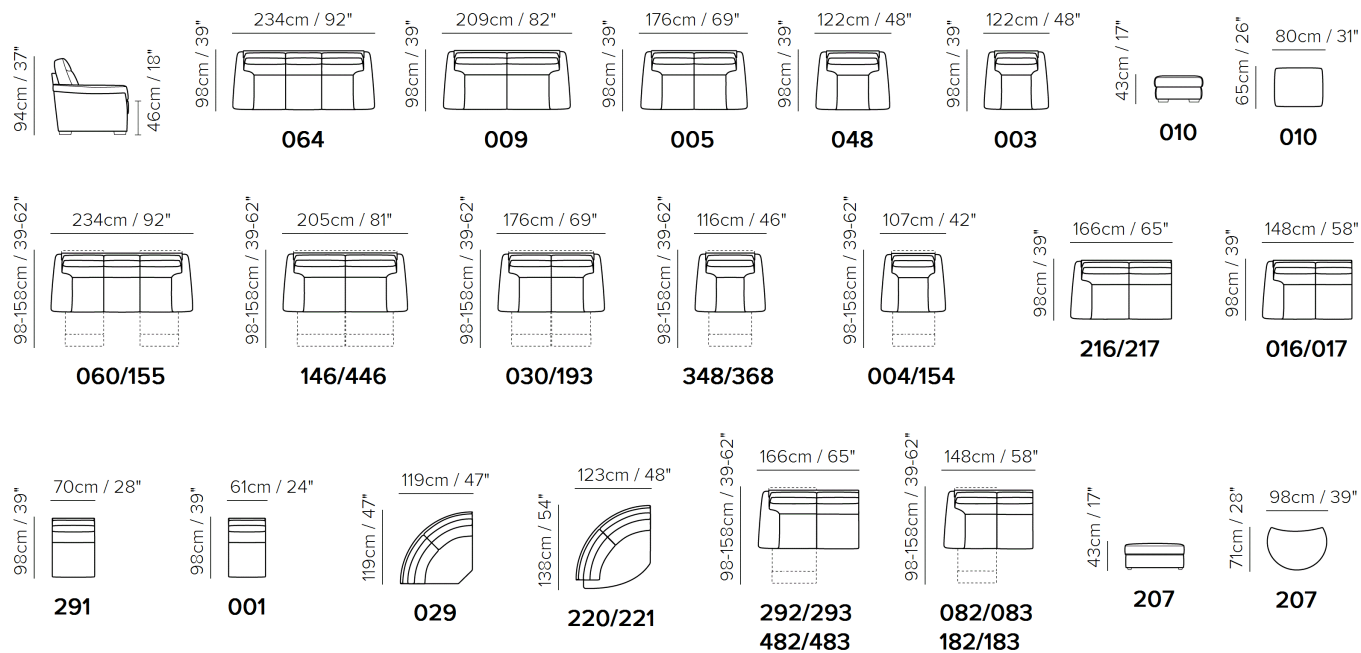 94cm / 37"
46cm / 18"
98cm / 39"
234cm / 92"
064
98cm / 39"
209cm / 82"
009
98cm / 39"
176cm / 69"
005
98cm / 39"
122cm / 48"
048
98cm / 39"
122cm / 48"
003
43cm / 17"
010
65cm / 26"
80cm / 31"
010
98-158cm / 39-62"
234cm / 92"
060/155
98-158cm / 39-62"
205cm / 81"
146/446
98-158cm / 39-62"
176cm / 69"
030/193
98-158cm / 39-62"
116cm / 46"
348/368
98-158cm / 39-62"
107cm / 42"
004/154
98cm / 39"
166cm / 65"
216/217
98cm / 39"
148cm / 58"
016/017
98cm / 39"
70cm / 28"
291
98cm / 39"
61cm / 24"
001
119cm / 47"
119cm / 47"
029
138cm / 54"
123cm / 48"
220/221
98-158cm / 39-62"
166cm / 65"
292/293
482/483
98-158cm / 39-62"
148cm / 58"
082/083
182/183
43cm / 17"
207
71cm / 28"
98cm / 39"
207